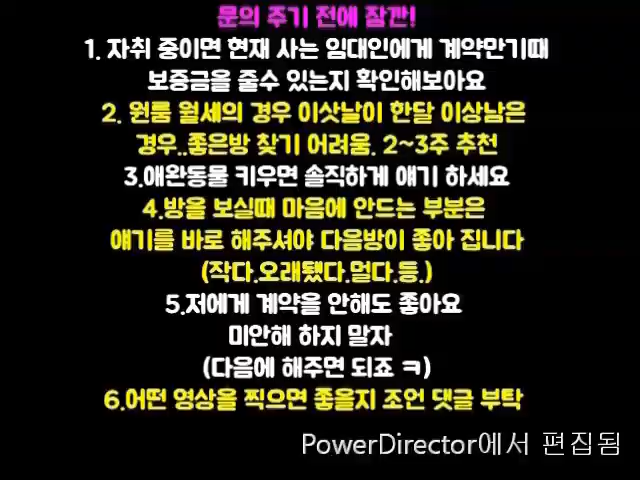 문의 주기 전에 잠깐!
1. 자취 중이면 현재 사는 임대인에게 계약만기때
보증금을 줄수 있는지 확인해보아요
2. 원룸 월세의 경우 이삿날이 한달 이상남은
경우..좋은방 찾기 어려움. 2~3주 추천
3.애완동물 키우면 솔직하게 얘기 하세요
4.방을 보실때 마음에 안드는 부분은
얘기를 바로 해주셔야 다음방이 좋아 집니다
(작다.오래됐다.멀다.등.)
5.저에게 계약을 안해도 좋아요
미안해 하지 말자
(다음에 해주면 되죠 ㅋ)
6.어떤 영상을 찍으면 좋을지 조언 댓글 부탁
PowerDirector에서 편집됨